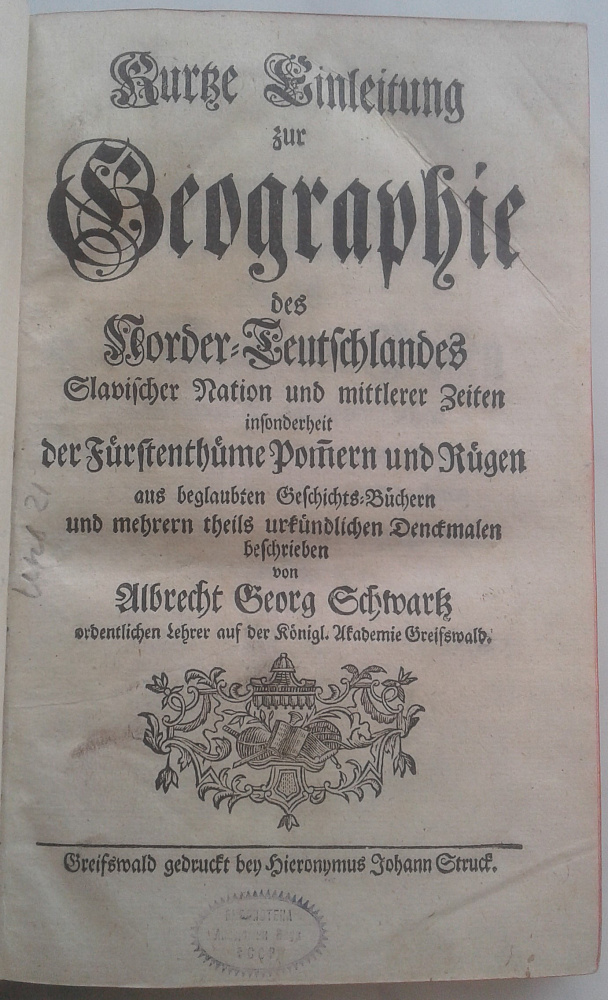 Kurtze Einleitung
zur
Geographie
des
Norder-Teutschlandes
Slavischer Nation und mittlerer Zeiten
insonderheit
der Fürstenthüme Pom̅ern und Rügen
aus beglaubten Geschichts-Büchern
und mehrern theils urkündlichen Denckmalen
beschrieben
von
Albrecht Georg Schwartz
ordentlichen Lehrer auf der Königl. Akademie Greifswald.
Greifswald gedruckt bey Hieronymus Johann Struck.